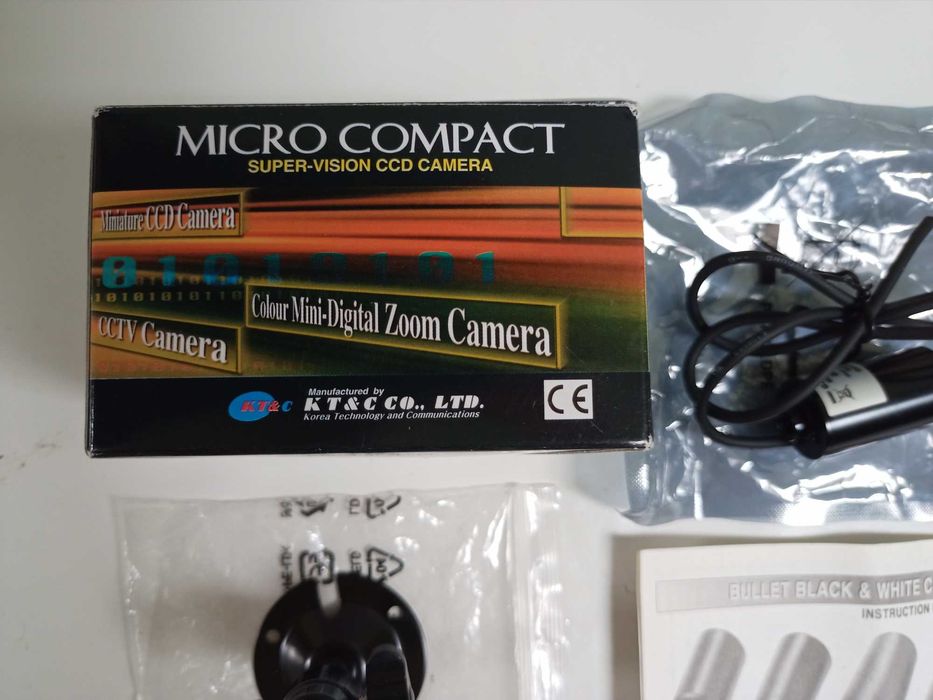 MICRO COMPACT
SUPER-VISION CCD CAMERA
Miniature CCD Camera
01010101
Colour Mini-Digital Zoom Camera
CCTV Camera
Manufactured by
KT&C
KT&C CO., LTD.
Korea Technology and Communications
CE
BULLET BLACK & WHITE C
INSTRUCTION